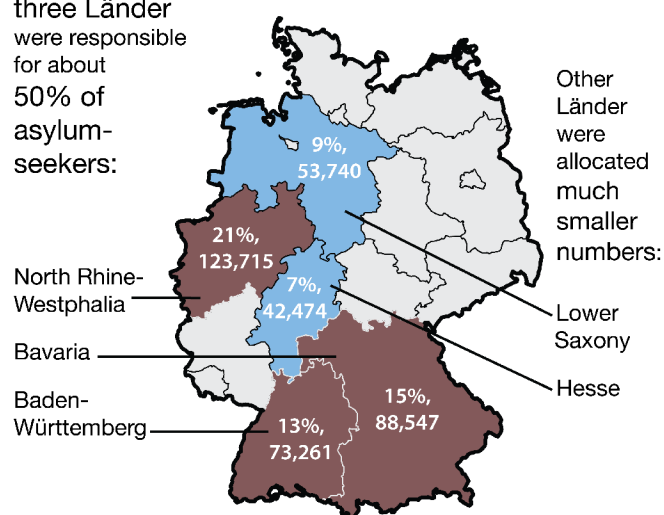 three Länder
were responsible
for about
50% of
asylum-
seekers:
Other
Länder
were
allocated
much
smaller
numbers:
9%,
53,740
21%,
123,715
7%,
42,474
North Rhine-
Westphalia
Lower
Saxony
Bavaria
Hesse
15%,
88,547
Baden-
Württemberg
13%,
73,261